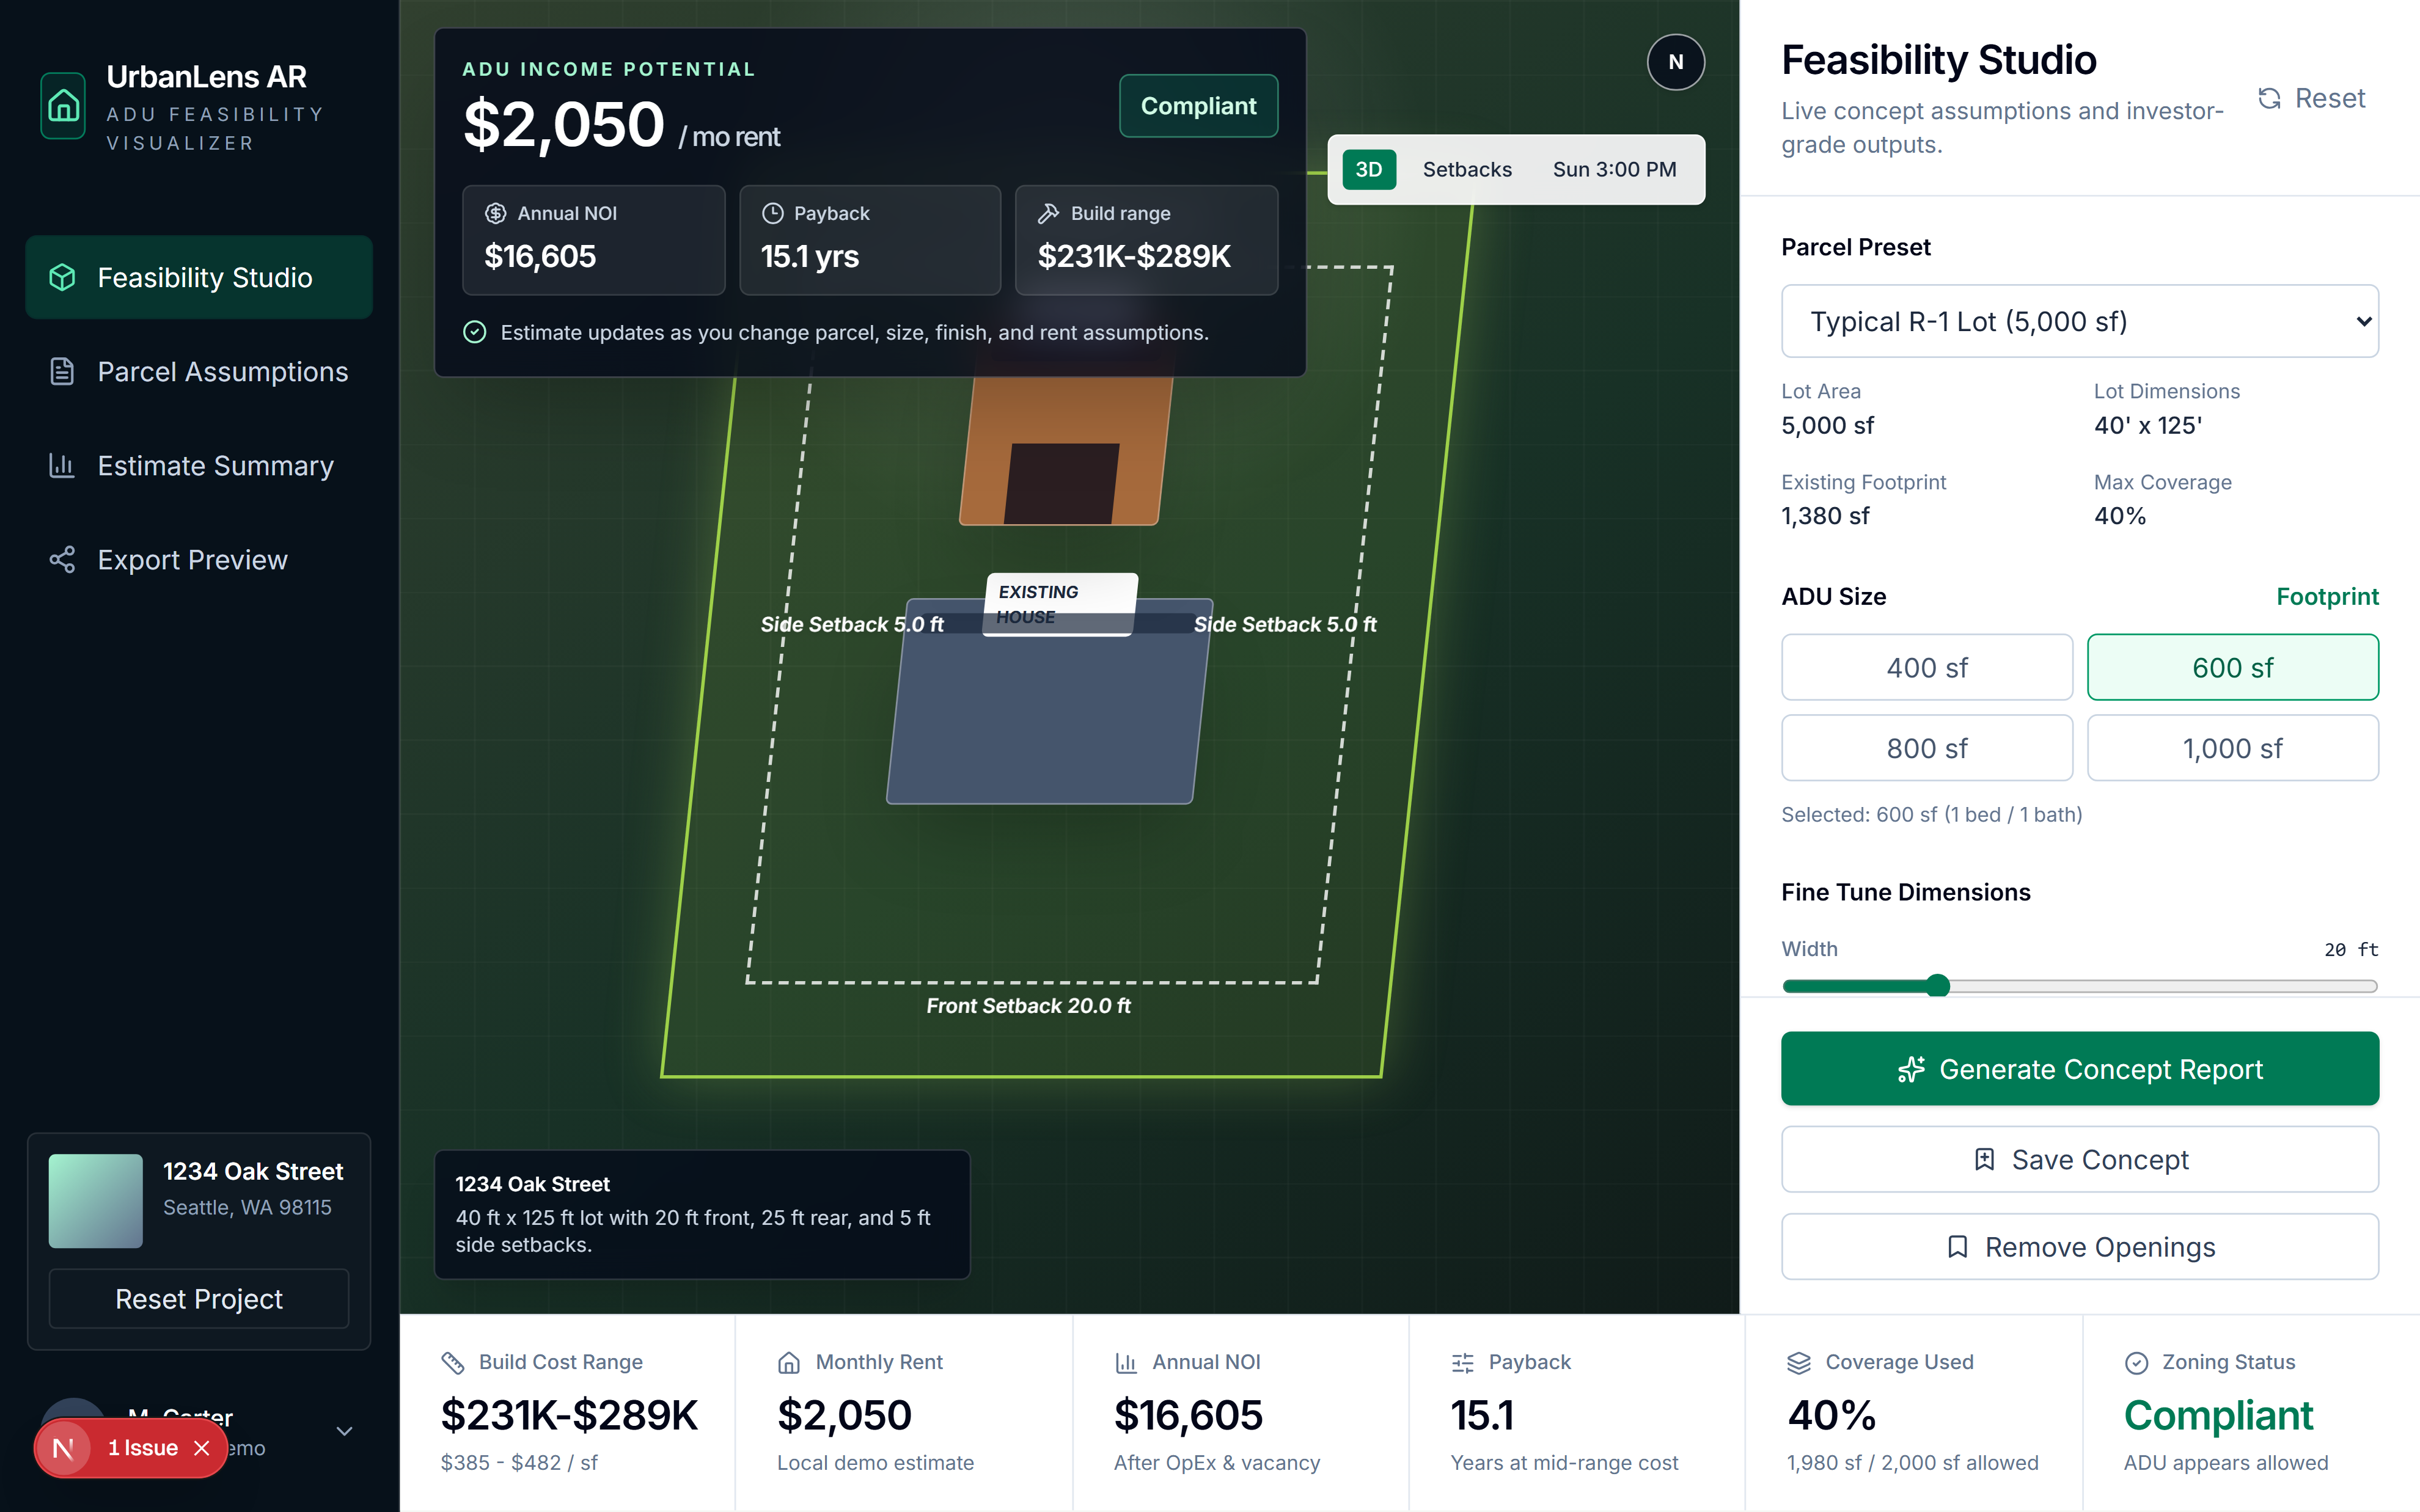 UrbanLens AR
ADU FEASIBILITY
VISUALIZER
Feasibility Studio
Parcel Assumptions
Estimate Summary
Export Preview
1234 Oak Street
Seattle, WA 98115
Reset Project
M. Carter
1 Issue
ADU INCOME POTENTIAL
$2,050 / mo rent
Compliant
Annual NOI
$16,605
Payback
15.1 yrs
Build range
$231K-$289K
Estimate updates as you change parcel, size, finish, and rent assumptions.
N
3D Setbacks Sun 3:00 PM
EXISTING
HOUSE
Side Setback 5.0 ft
Side Setback 5.0 ft
Front Setback 20.0 ft
1234 Oak Street
40 ft x 125 ft lot with 20 ft front, 25 ft rear, and 5 ft
side setbacks.
Feasibility Studio
Live concept assumptions and investor-
grade outputs.
Reset
Parcel Preset
Typical R-1 Lot (5,000 sf)
Lot Area
5,000 sf
Lot Dimensions
40' x 125'
Existing Footprint
1,380 sf
Max Coverage
40%
ADU Size
Footprint
400 sf
600 sf
800 sf
1,000 sf
Selected: 600 sf (1 bed / 1 bath)
Fine Tune Dimensions
Width
20 ft
Generate Concept Report
Save Concept
Remove Openings
Build Cost Range
$231K-$289K
$385 - $482 / sf
Monthly Rent
$2,050
Local demo estimate
Annual NOI
$16,605
After OpEx & vacancy
Payback
15.1
Years at mid-range cost
Coverage Used
40%
1,980 sf / 2,000 sf allowed
Zoning Status
Compliant
ADU appears allowed